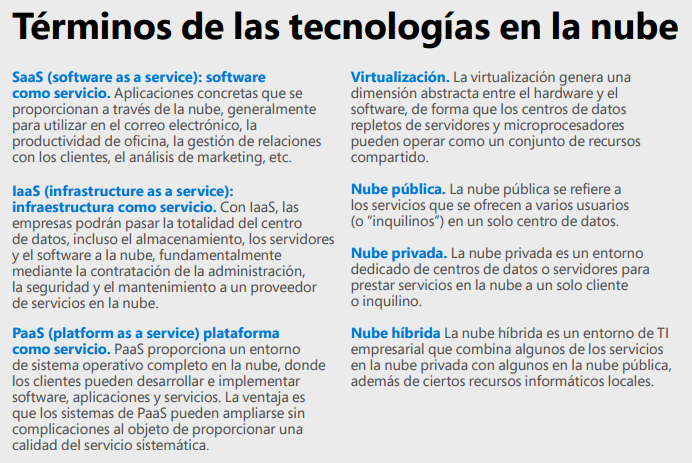 Términos de las tecnologías en la nube
SaaS (software as a service): software
como servicio. Aplicaciones concretas que se
proporcionan a través de la nube, generalmente
para utilizar en el correo electrónico, la
productividad de oficina, la gestión de relaciones
con los clientes, el análisis de marketing, etc.
IaaS (infrastructure as a service):
infraestructura como servicio. Con IaaS, las
empresas podrán pasar la totalidad del centro
de datos, incluso el almacenamiento, los servidores
y el software a la nube, fundamentalmente
mediante la contratación de la administración,
la seguridad y el mantenimiento a un proveedor
de servicios en la nube.
PaaS (platform as a service) plataforma
como servicio. PaaS proporciona un entorno
de sistema operativo completo en la nube, donde
los clientes pueden desarrollar e implementar
software, aplicaciones y servicios. La ventaja es
que los sistemas de PaaS pueden ampliarse sin
complicaciones al objeto de proporcionar una
calidad del servicio sistemática.
Virtualización. La virtualización genera una
dimensión abstracta entre el hardware y el
software, de forma que los centros de datos
repletos de servidores y microprocesadores
pueden operar como un conjunto de recursos
compartido.
Nube pública. La nube pública se refiere a
los servicios que se ofrecen a varios usuarios
(o “inquilinos”) en un solo centro de datos.
Nube privada. La nube privada es un entorno
dedicado de centros de datos o servidores para
prestar servicios en la nube a un solo cliente
o inquilino.
Nube híbrida La nube híbrida es un entorno de TI
empresarial que combina algunos de los servicios
en la nube privada con algunos en la nube pública,
además de ciertos recursos informáticos locales.